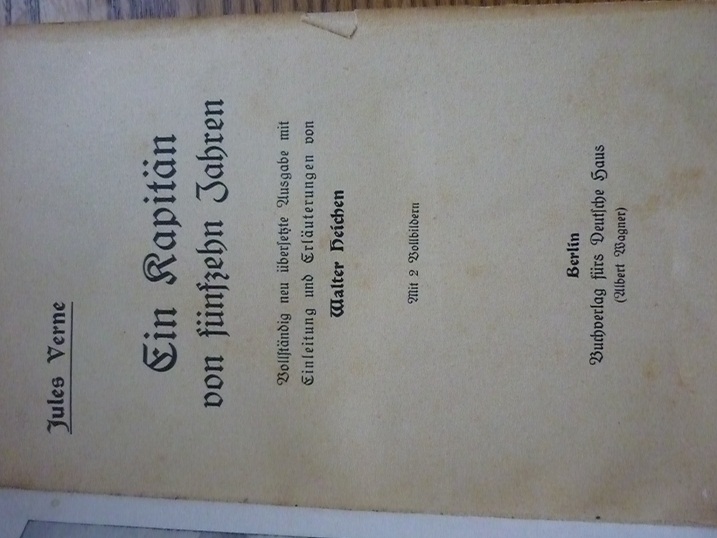 Jules Verne
Ein Kapitän
von fünfzehn Jahren
Vollständig neu übersetzte Ausgabe mit
Einleitung und Erläuterungen von
Walter Heichen
Mit 2 Vollbildern
Berlin
Buchverlag fürs Deutsche Haus
(Albert Wagner)